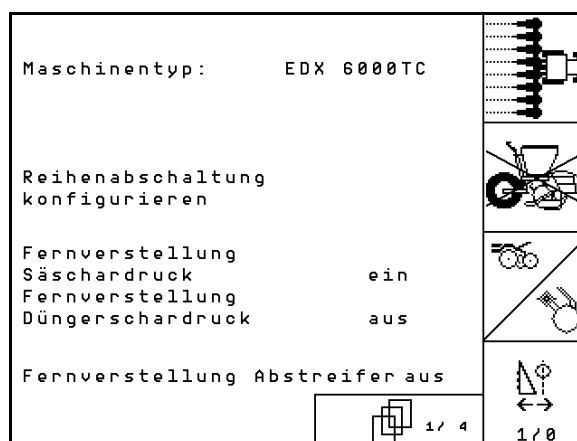 Maschinentyp: EDX 6000TC
Reihenabschaltung
konfigurieren
Fernverstellung
Säschardruck ein
Fernverstellung
Düngerschardruck aus
Fernverstellung Abstreifer aus
1/ 4
1/0